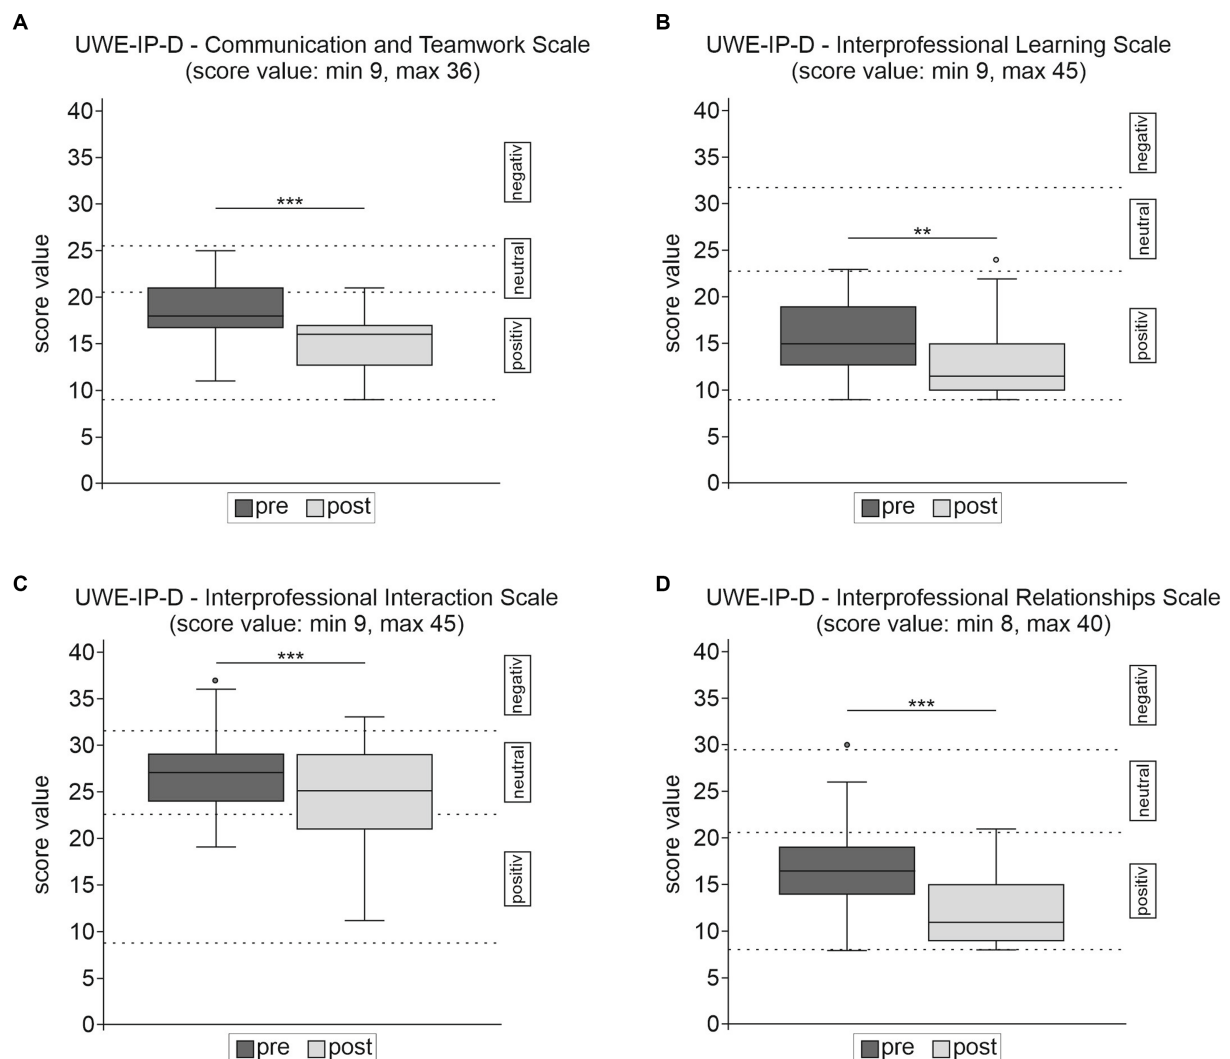 A
UWE-IP-D - Communication and Teamwork Scale
(score value: min 9, max 36)
40
35
30
25
20
15
10
5
0
score value
***
negativ
neutral
positiv
pre post
B
UWE-IP-D - Interprofessional Learning Scale
(score value: min 9, max 45)
40
35
30
25
20
15
10
5
0
score value
**
negativ
neutral
positiv
pre post
C
UWE-IP-D - Interprofessional Interaction Scale
(score value: min 9, max 45)
40
35
30
25
20
15
10
5
0
score value
***
negativ
neutral
positiv
pre post
D
UWE-IP-D - Interprofessional Relationships Scale
(score value: min 8, max 40)
40
35
30
25
20
15
10
5
0
score value
***
negativ
neutral
positiv
pre post